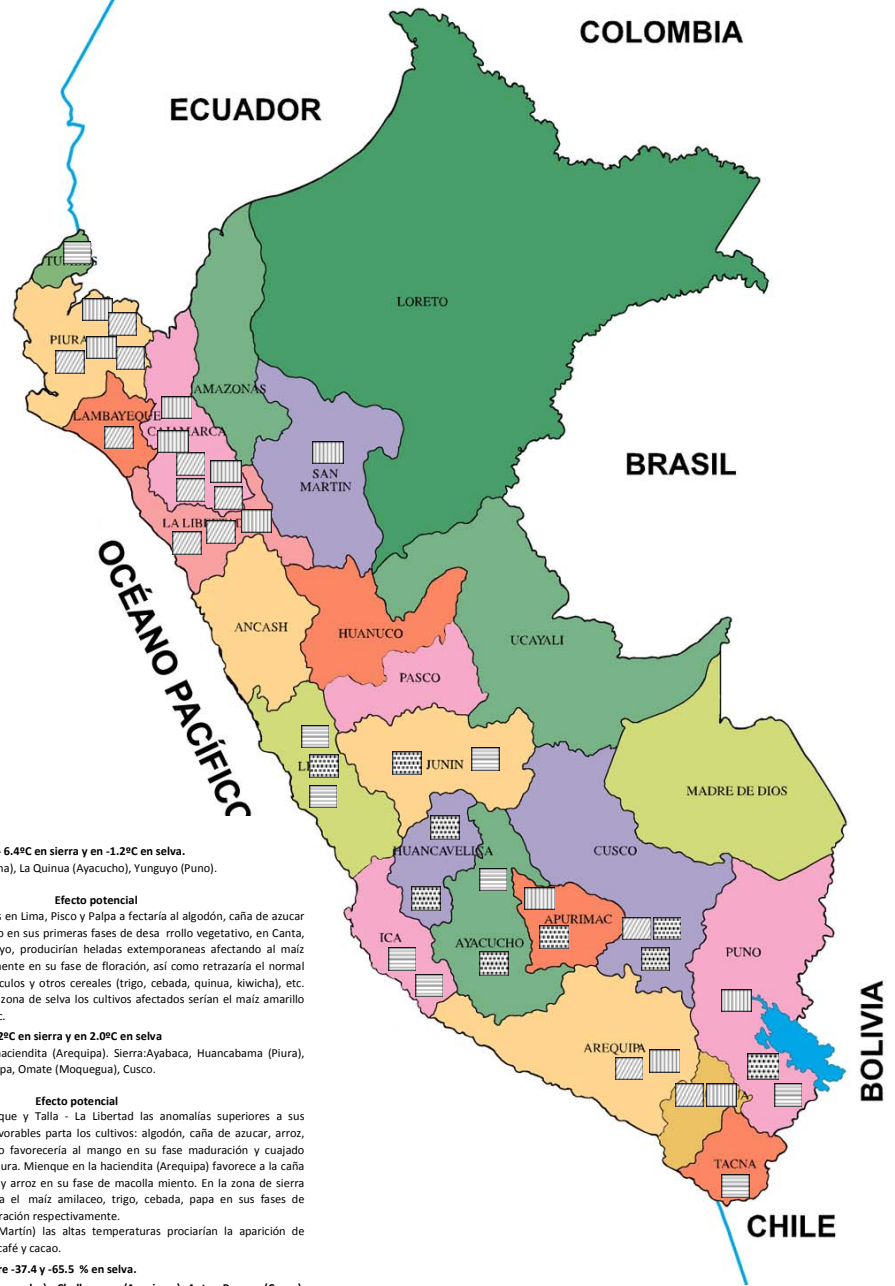 COLOMBIA
ECUADOR
LORETO
PIURA
AMAZONAS
LAMBAYEQUE
CAJAMARCA
SAN
MARTIN
BRASIL
OCÉANO PACÍFICO
ANCASH
HUANUCO
UCAYALI
PASCO
JUNIN
MADRE DE DIOS
HUANCAVELICA
CUSCO
ICA
AYACUCHO
APURIMAC
PUNO
AREQUIPA
BOLIVIA
TACNA
CHILE
6.4ºC en sierra y en -1.2ºC en selva.
La Quinua (Ayacucho), Yunguyo (Puno).
Efecto potencial
s en Lima, Pisco y Palpa a fectaría al algodón, caña de azucar
o en sus primeras fases de desa rrollo vegetativo, en Canta,
yo, producirían heladas extemporaneas afectando al maíz
mente en su fase de floración, así como retrazaría el normal
culos y otros cereales (trigo, cebada, quinua, kiwicha), etc.
zona de selva los cultivos afectados serían el maíz amarillo
c.
2ºC en sierra y en 2.0ºC en selva
haciendita (Arequipa). Sierra:Ayabaca, Huancabama (Piura),
pa, Omate (Moquegua), Cusco.
Efecto potencial
que y Talla - La Libertad las anomalías superiores a sus
vorables parta los cultivos: algodón, caña de azucar, arroz,
o favorecería al mango en su fase maduración y cuajado
ura. Mienque en la haciendita (Arequipa) favorece a la caña
y arroz en su fase de macolla miento. En la zona de sierra
a el maíz amilaceo, trigo, cebada, papa en sus fases de
ración respectivamente.
Martín) las altas temperaturas prociarían la aparición de
café y cacao.
re -37.4 y -65.5 % en selva.